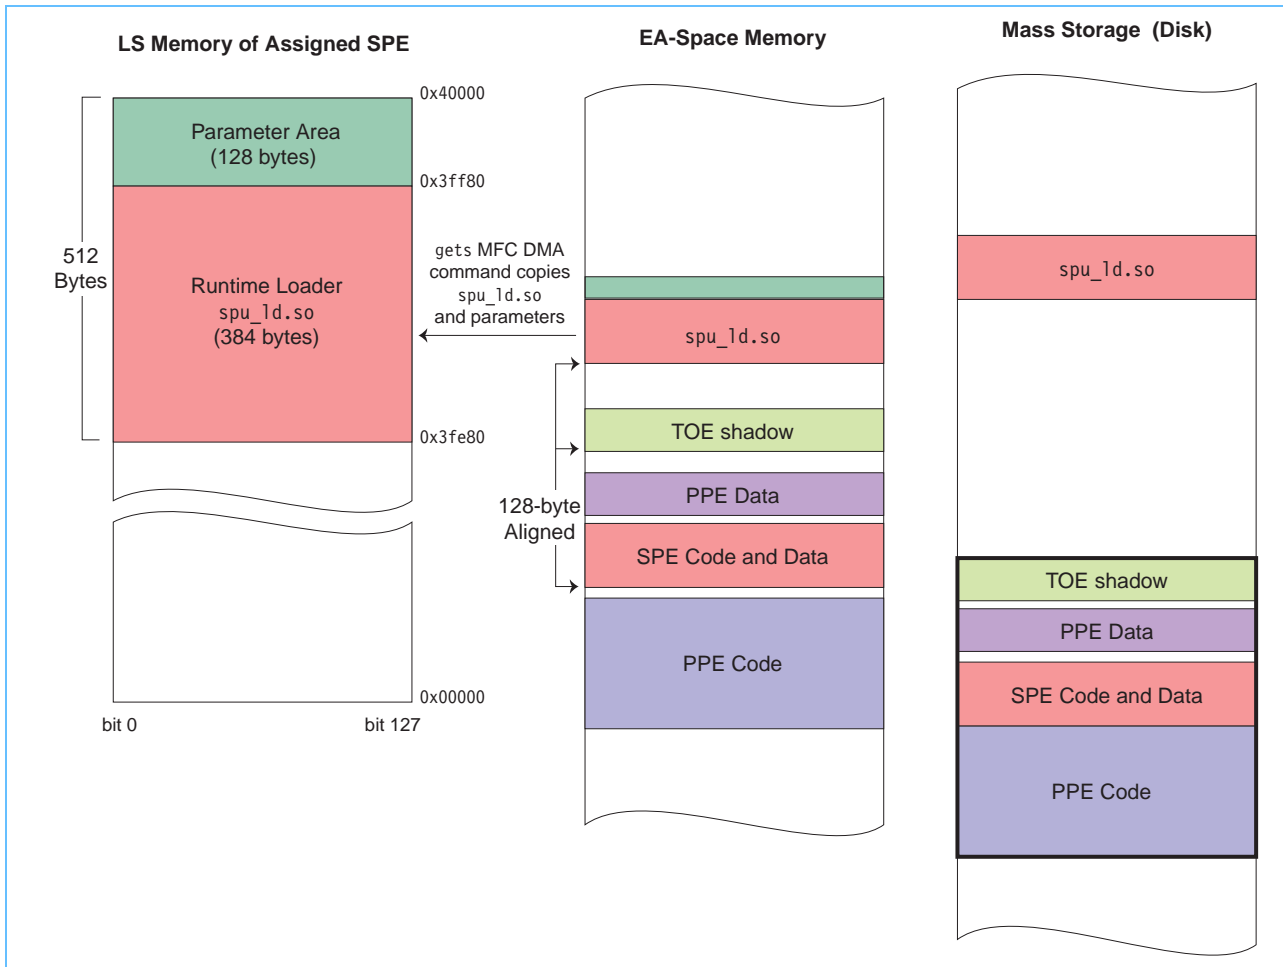 LS Memory of Assigned SPE
EA-Space Memory
Mass Storage (Disk)
0x40000
Parameter Area
(128 bytes)
0x3ff80
512
Bytes
Runtime Loader
spu_ld.so
(384 bytes)
gets MFC DMA
command copies
spu_ld.so
and parameters
0x3fe80
0x00000
bit 0
bit 127
spu_ld.so
TOE shadow
PPE Data
128-byte
Aligned
SPE Code and Data
PPE Code
spu_ld.so
TOE shadow
PPE Data
SPE Code and Data
PPE Code